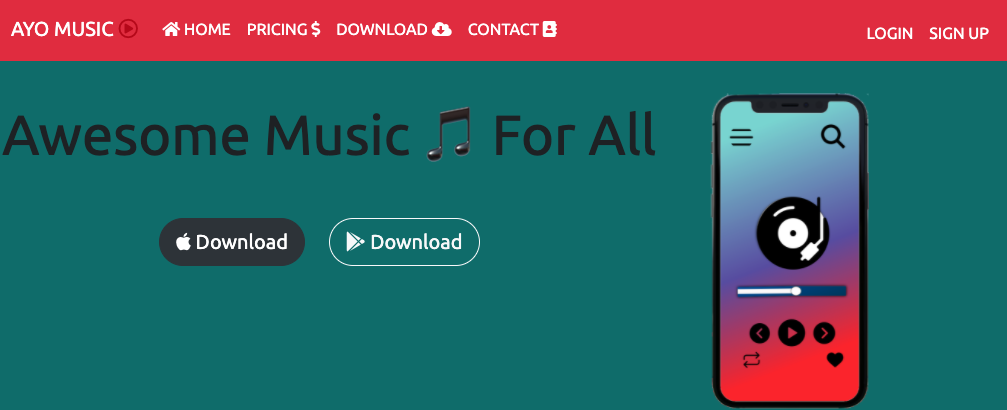 AYO MUSIC HOME PRICING $ DOWNLOAD CONTACT LOGIN SIGN UP
Awesome Music 🎵 For All
Download Download